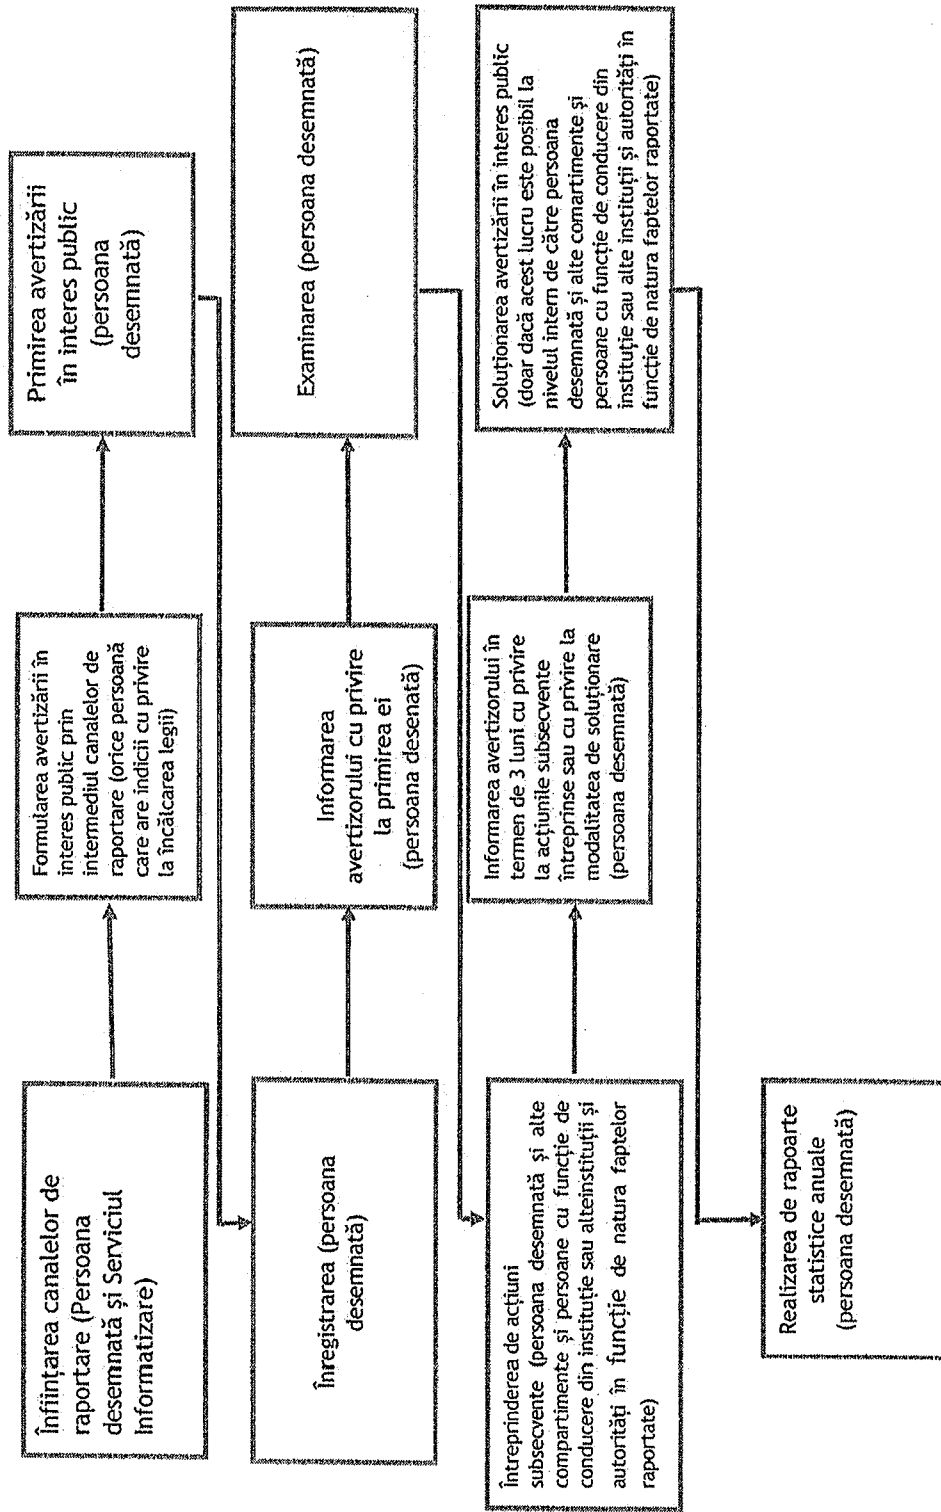 Înființarea canalelor de
raportare (Persoana
desemnată și Serviciul
Informatizare)
Formularea avertizării în
interes public prin
intermediul canalelor de
raportare (orice persoană
care are indicii cu privire
la încălcarea legii)
Primirea avertizării
în interes public
(persoana
desemnată)
Înregistrarea (persoana
desemnată)
Informarea
avertizorului cu privire
la primirea ei
(persoana desenată)
Examinarea (persoana desemnată)
Întreprinderea de acțiuni
subsecvente (persoana desemnată și alte
compartimente și persoane cu funcție de
conducere din instituție sau alteinstituții și
autorități în funcție de natura faptelor
raportate)
Informarea avertizorului în
termen de 3 luni cu privire
la acțiunile subsecvente
întreprinse sau cu privire la
modalitatea de soluționare
(persoana desemnată)
Soluționarea avertizării în interes public
(doar dacă acest lucru este posibil la
nivelul intern de către persoana
desemnată și alte comartimente și
persoane cu funcție de conducere din
instituție sau alte instituții și autorități în
funcție de natura faptelor raportate)
Realizarea de rapoarte
statistice anuale
(persoana desemnată)